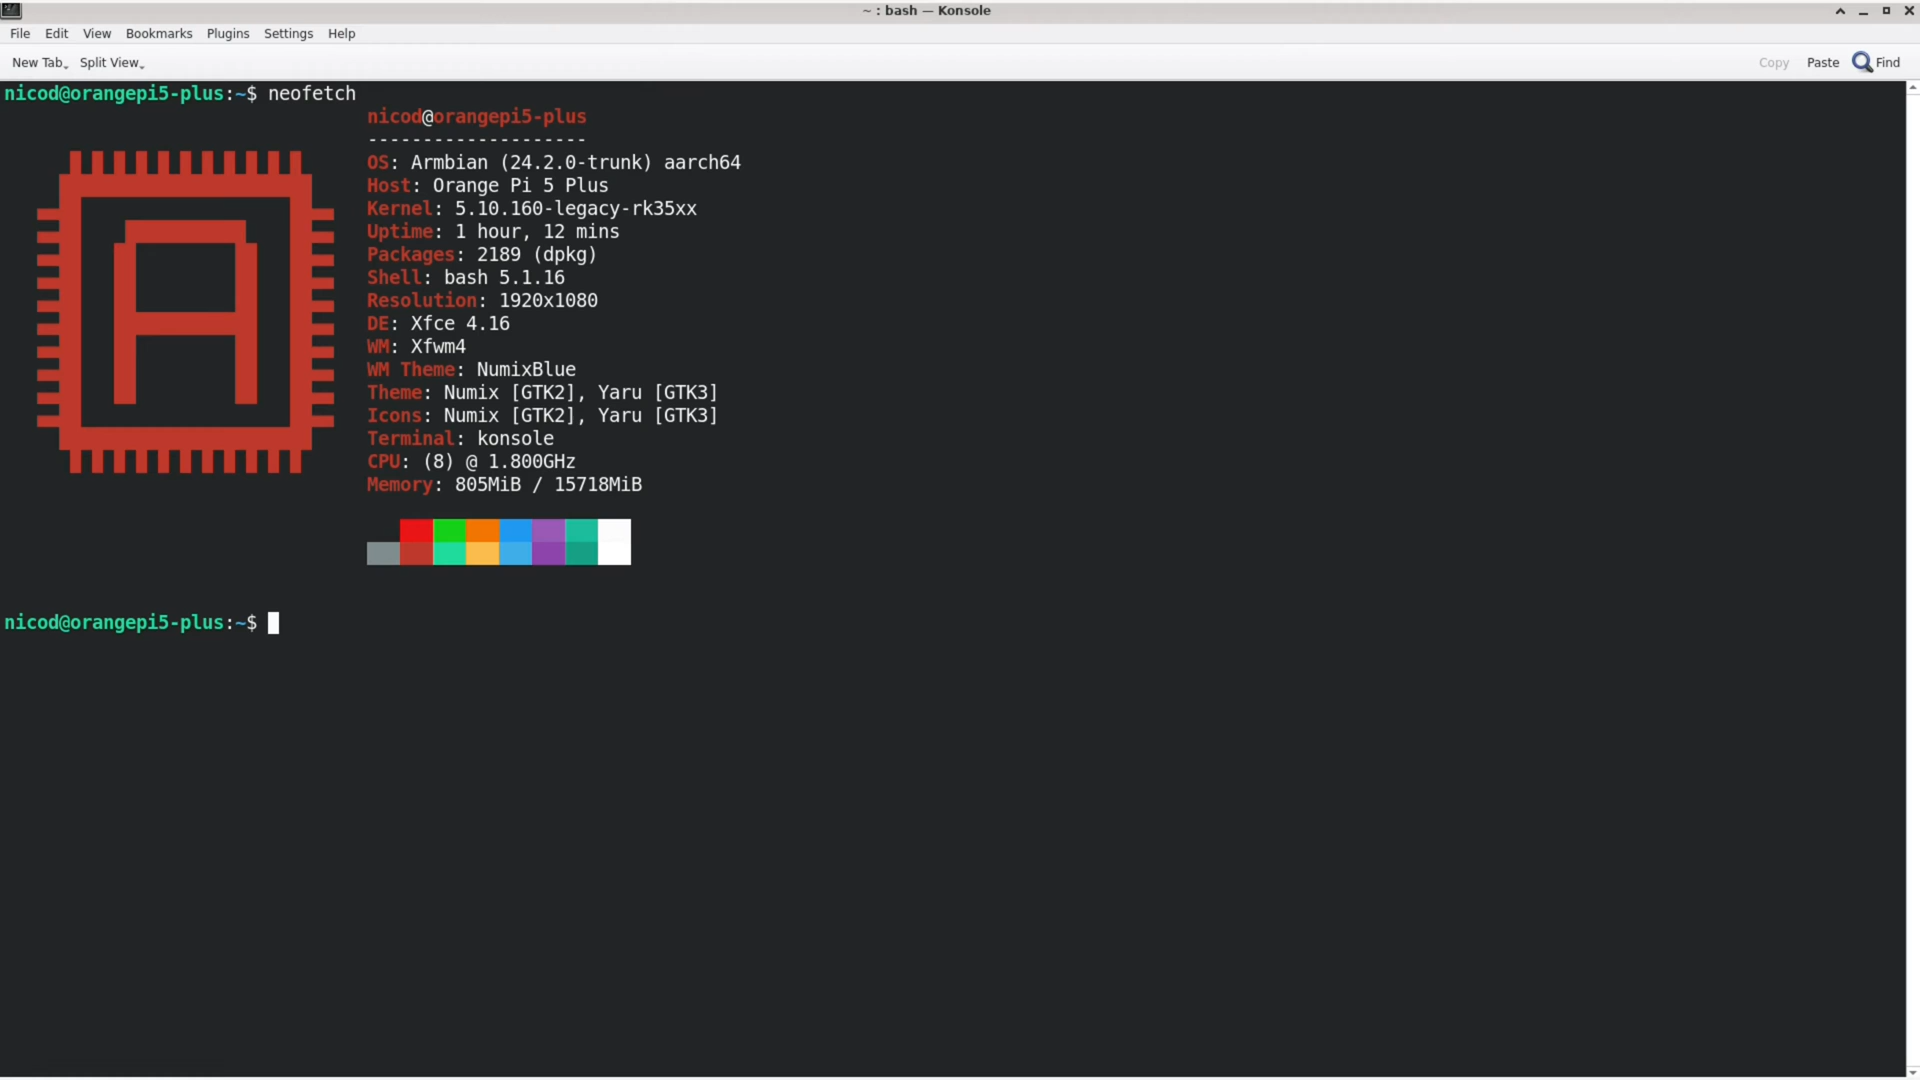 ~ : bash — Konsole
File Edit View Bookmarks Plugins Settings Help
New Tab Split View Copy Paste Find
nicod@orangepi5-plus:~$ neofetch
nicod@orangepi5-plus
--------------------
OS: Armbian (24.2.0-trunk) aarch64
Host: Orange Pi 5 Plus
Kernel: 5.10.160-legacy-rk35xx
Uptime: 1 hour, 12 mins
Packages: 2189 (dpkg)
Shell: bash 5.1.16
Resolution: 1920x1080
DE: Xfce 4.16
WM: Xfwm4
WM Theme: NumixBlue
Theme: Numix [GTK2], Yaru [GTK3]
Icons: Numix [GTK2], Yaru [GTK3]
Terminal: konsole
CPU: (8) @ 1.800GHz
Memory: 805MiB / 15718MiB
nicod@orangepi5-plus:~$